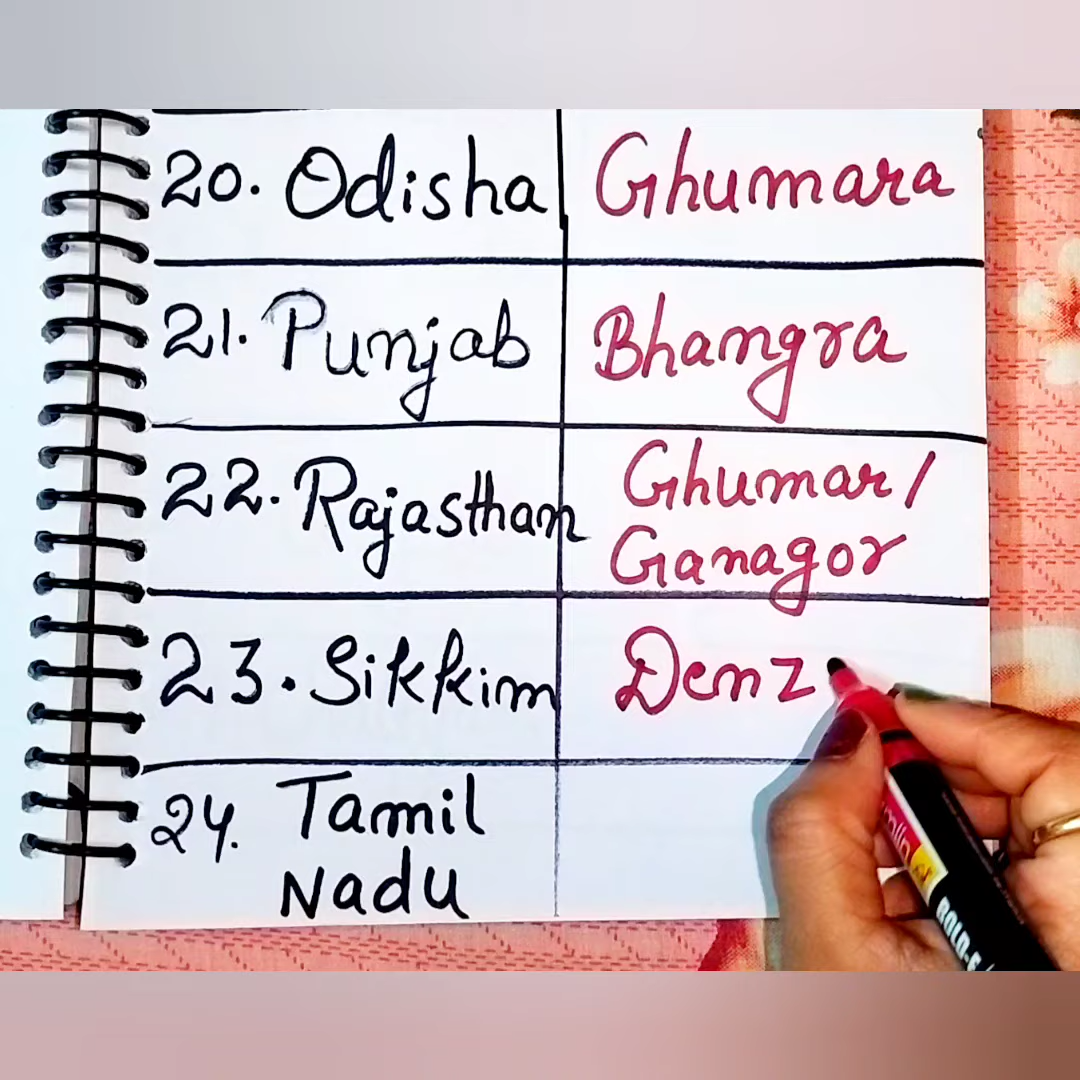 20. Odisha Ghumara
21. Punjab Bhangra
22. Rajasthan Ghumar/
Ganagor
23. Sikkim Denz
24. Tamil
Nadu